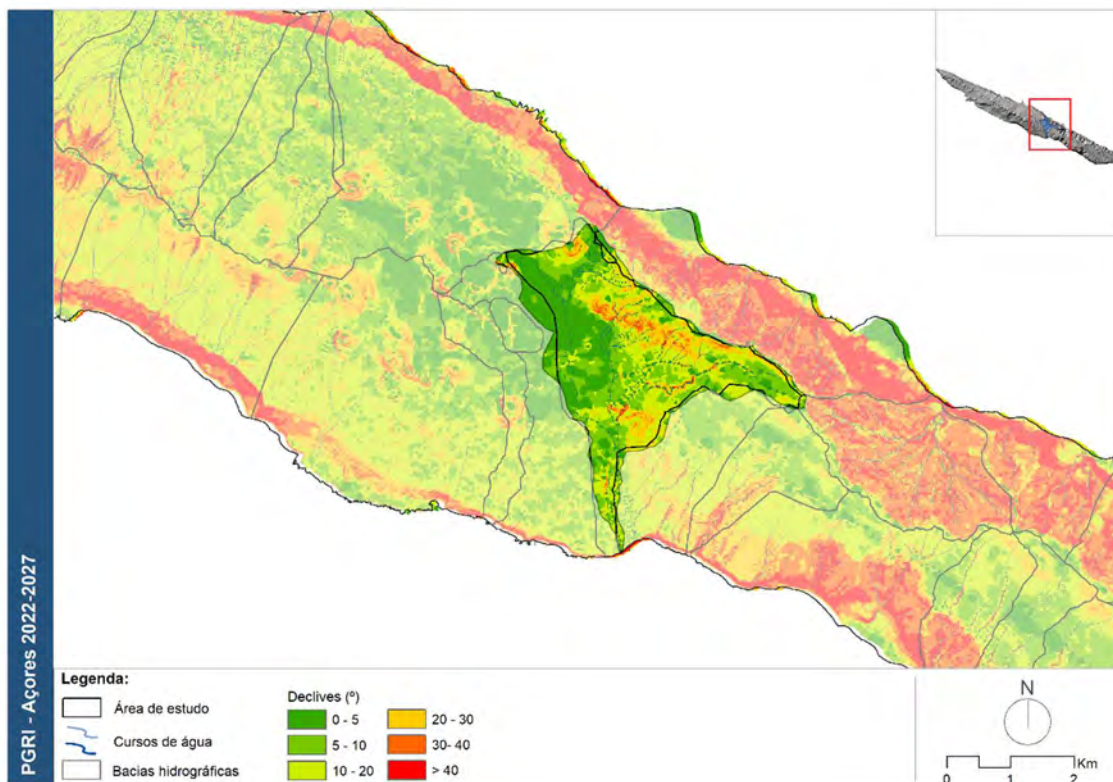 PGRI - Açores 2022-2027
Legenda:
Área de estudo
Cursos de água
Bacias hidrográficas
Declives (º)
0 - 5
5 - 10
10 - 20
20 - 30
30- 40
> 40
N
Km
0 1 2